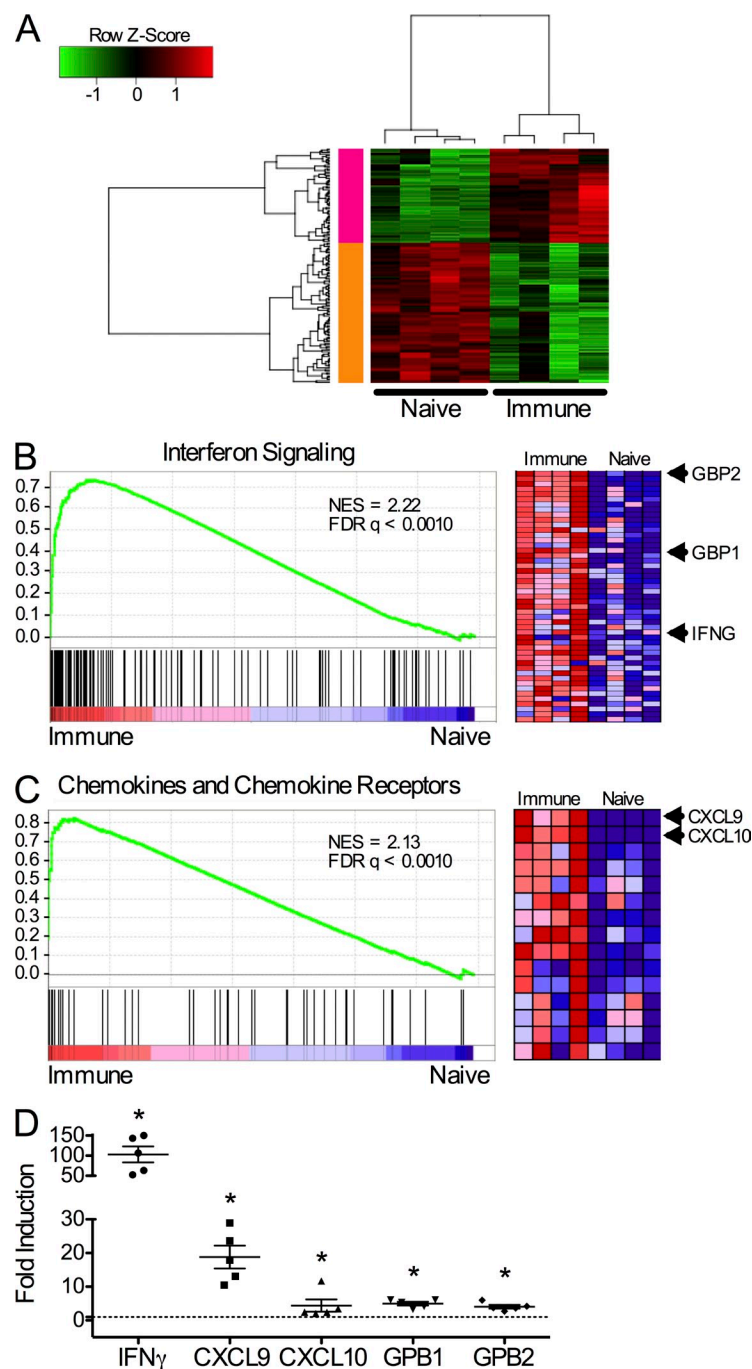 A
Row Z-Score
-1 0 1
Naive Immune
B
Interferon Signaling
NES = 2.22
FDR q < 0.0010
0.7
0.6
0.5
0.4
0.3
0.2
0.1
0.0
Immune Naive
Immune Naive
GBP2
GBP1
IFNG
C
Chemokines and Chemokine Receptors
NES = 2.13
FDR q < 0.0010
0.8
0.7
0.6
0.5
0.4
0.3
0.2
0.1
0.0
Immune Naive
Immune Naive
CXCL9
CXCL10
D
Fold Induction
150
100
50
30
20
10
0
* * * * *
IFNγ CXCL9 CXCL10 GPB1 GPB2